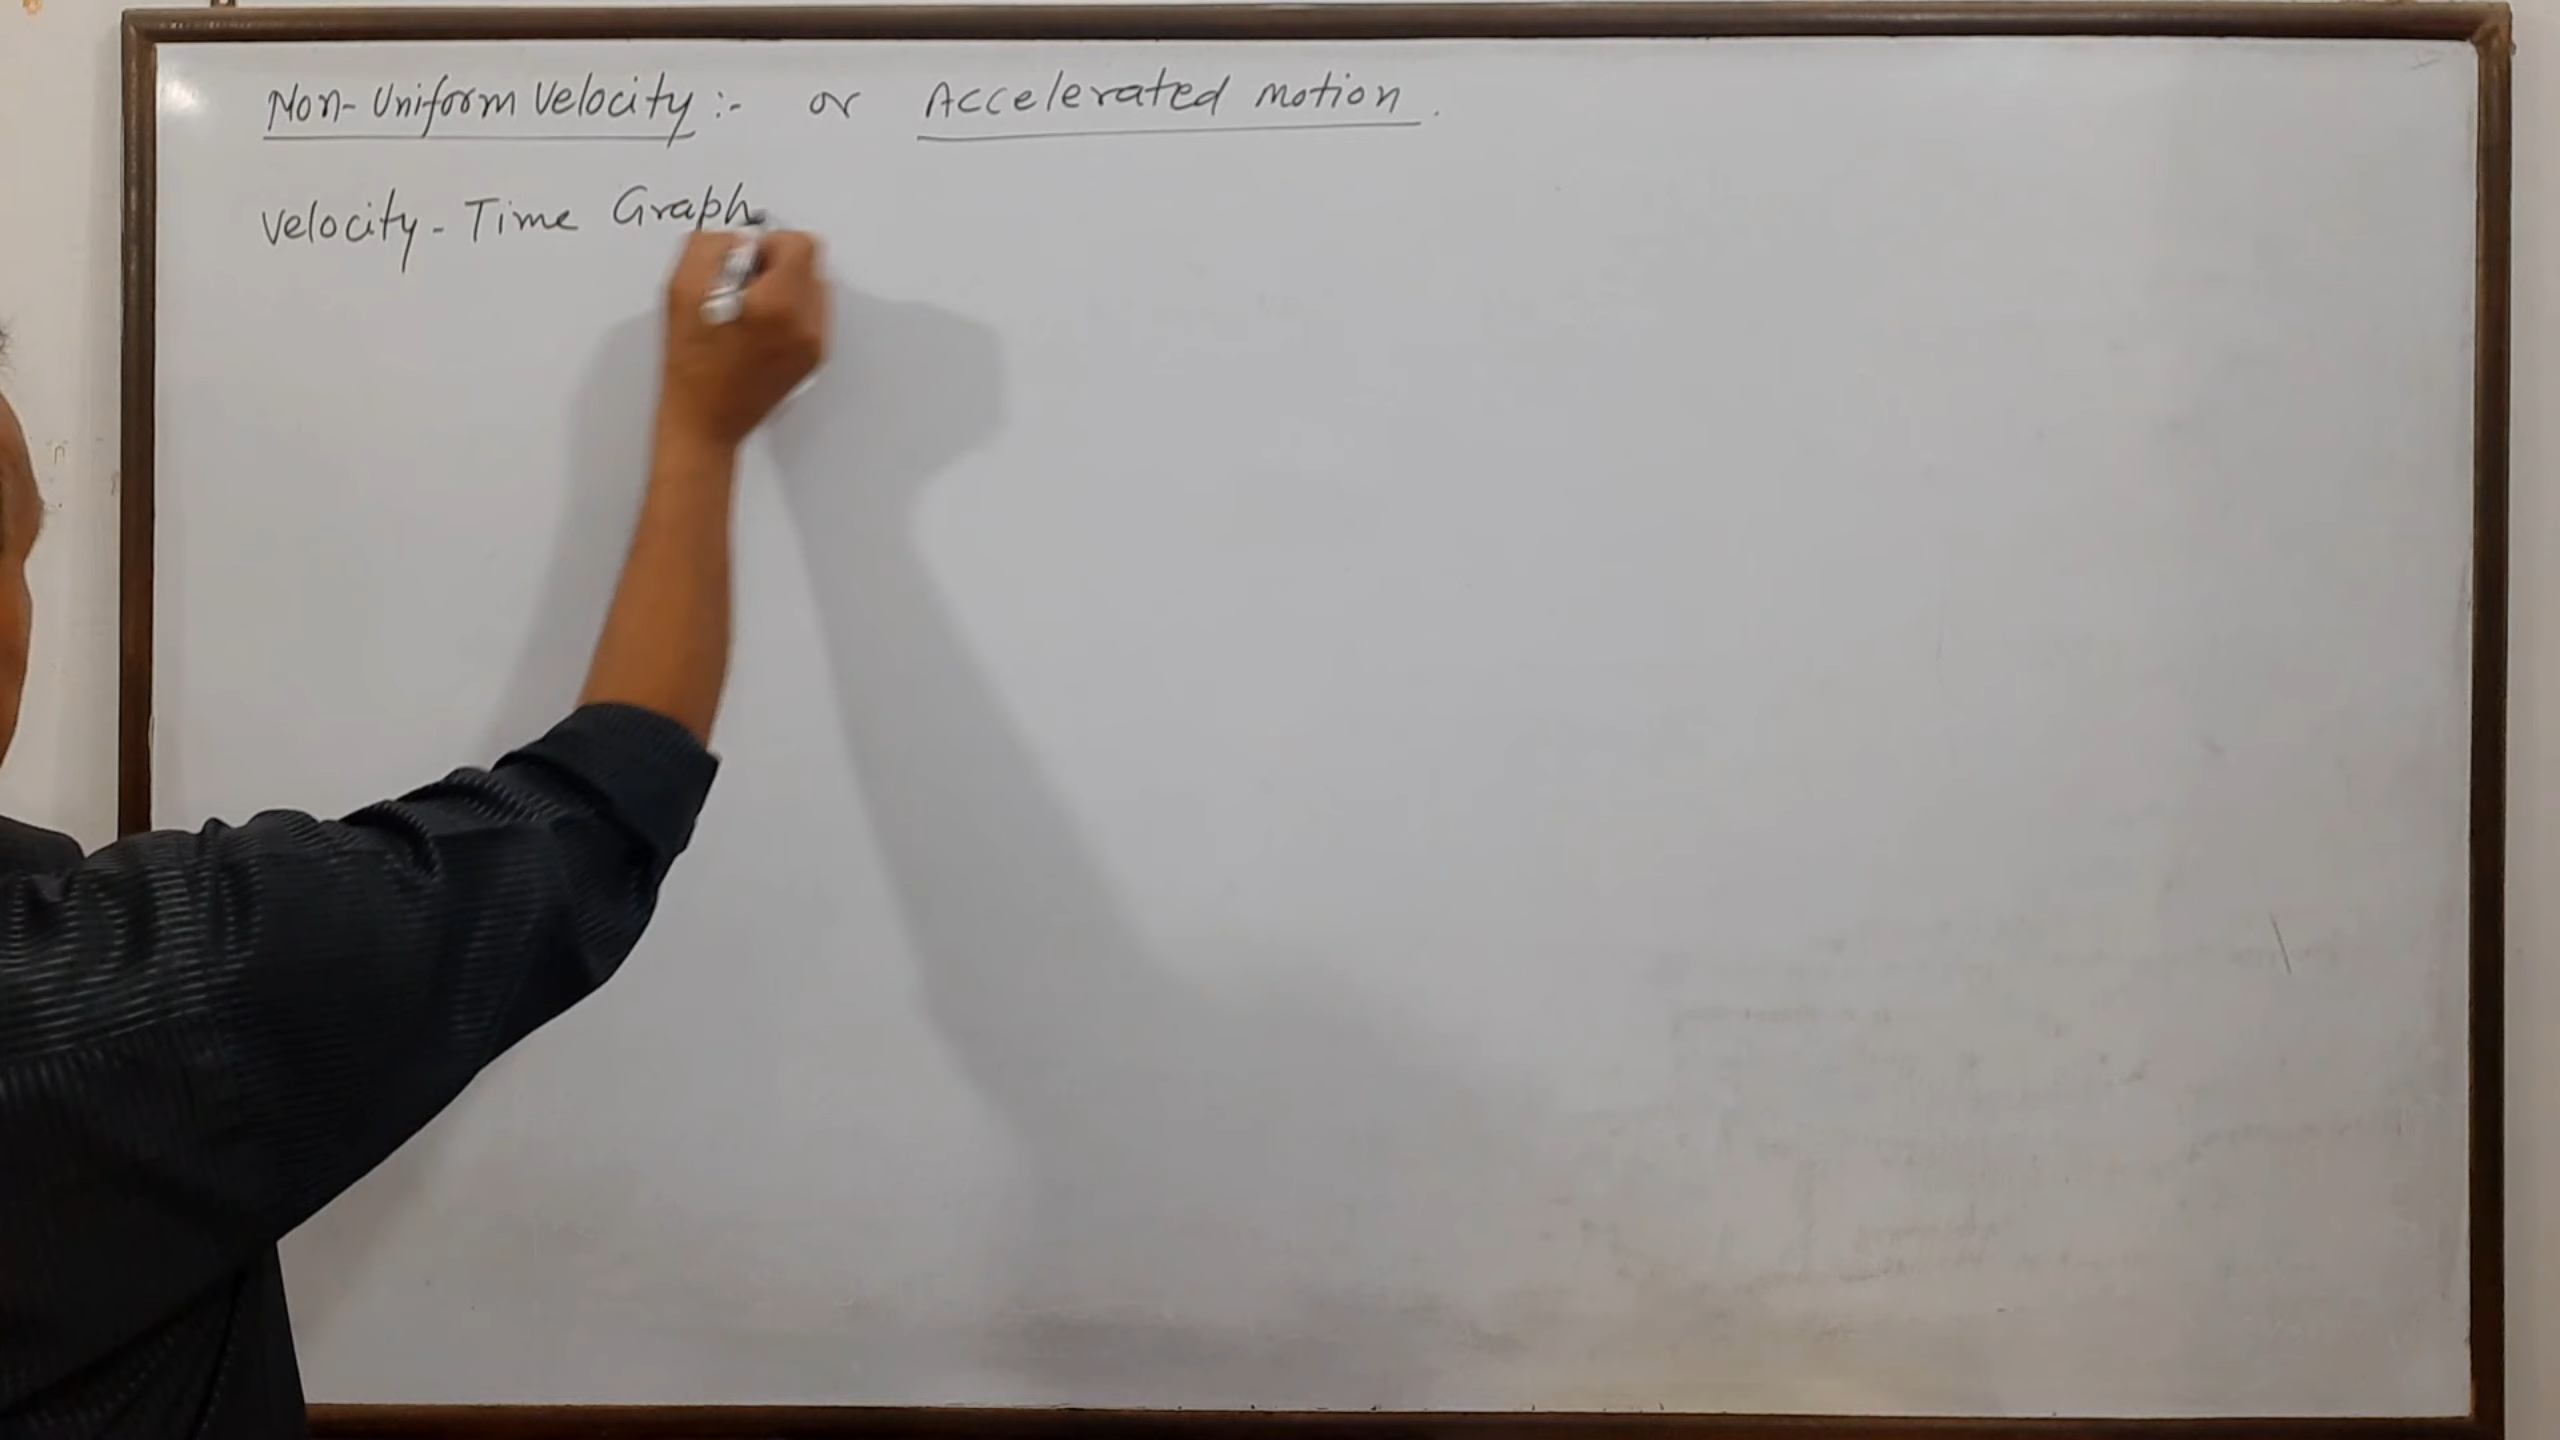 Non-Uniform Velocity :- or Accelerated motion.
Velocity - Time Graph